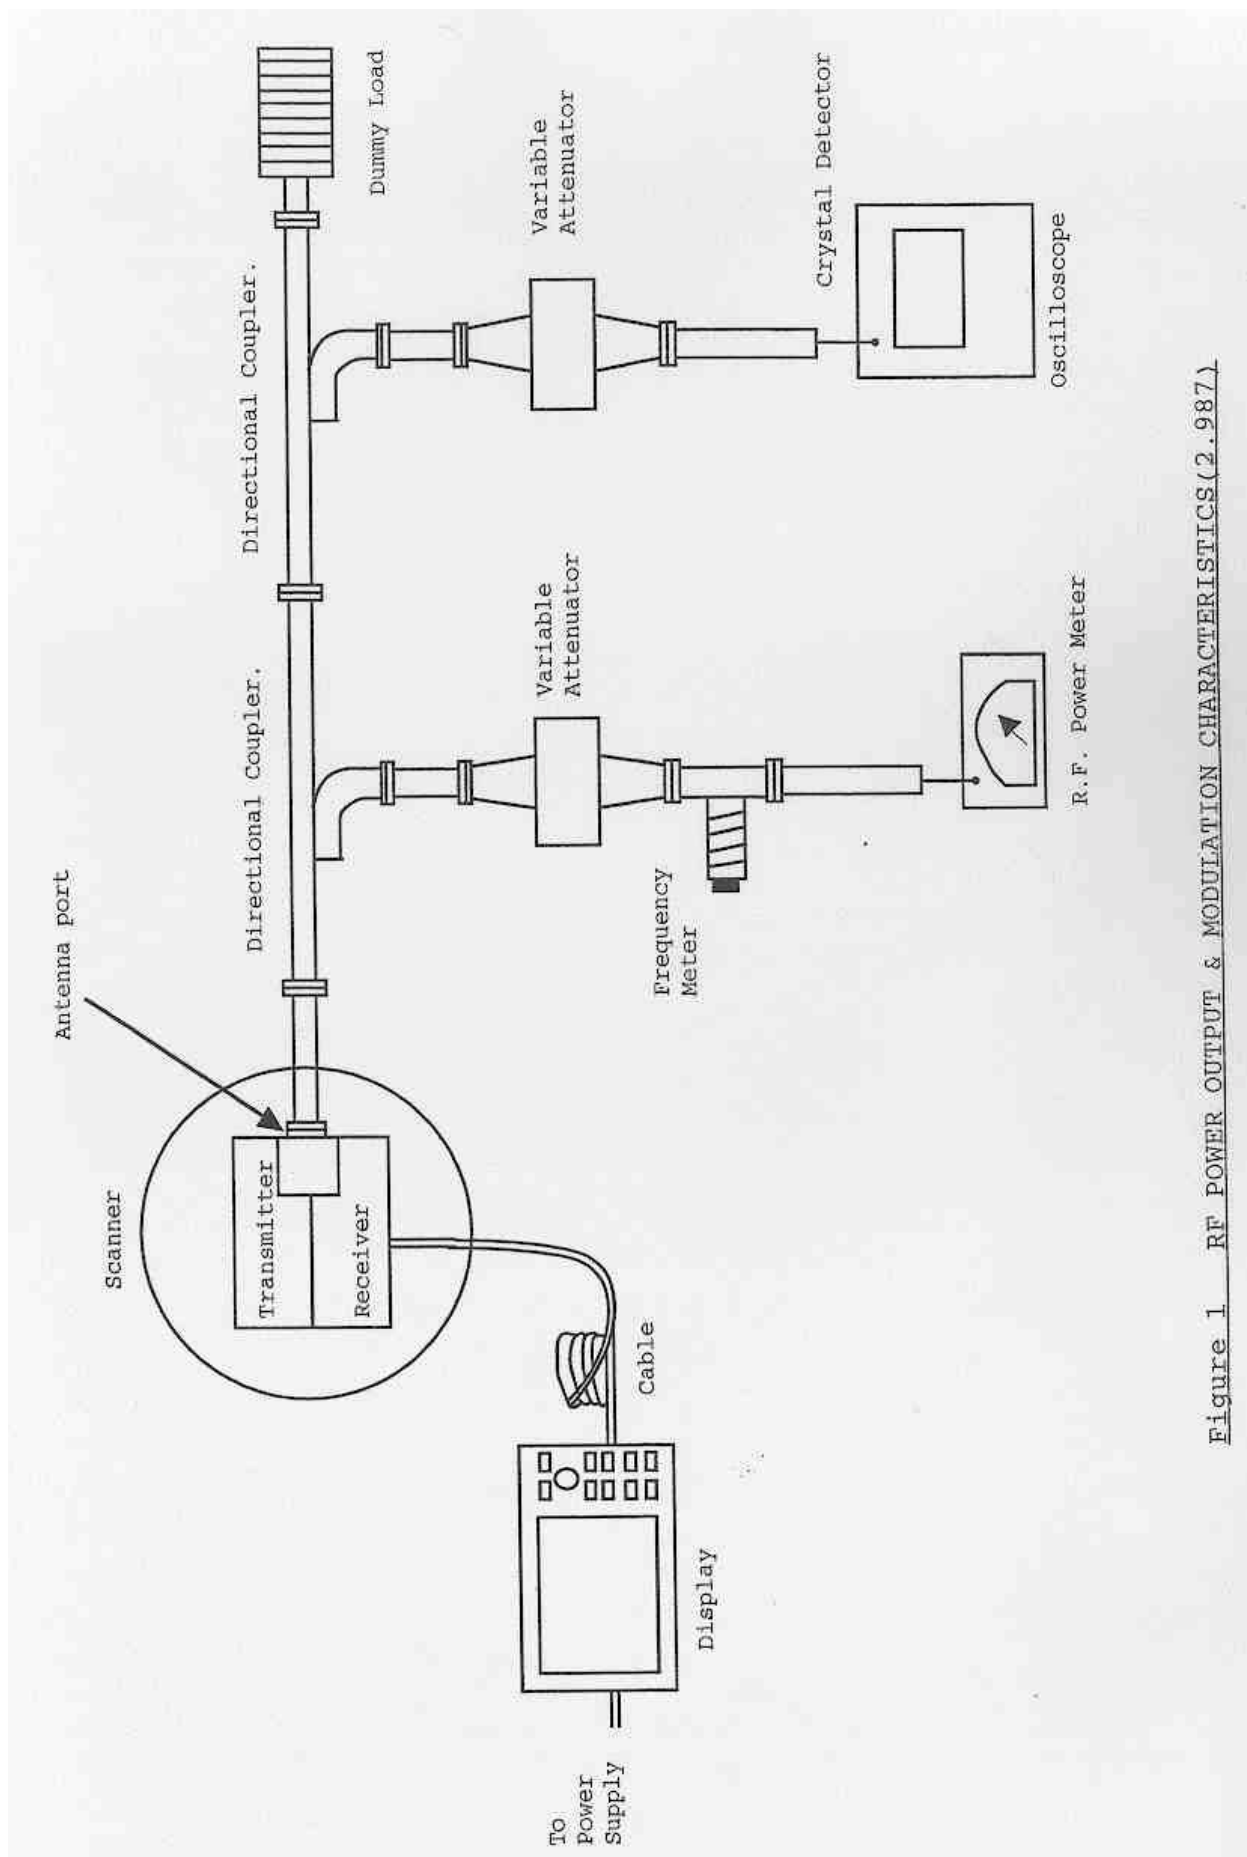 Scanner
Antenna port
Transmitter
Receiver
Directional Coupler.
Directional Coupler.
Dummy Load
Variable
Attenuator
Variable
Attenuator
Frequency
Meter
Crystal Detector
Oscilloscope
R.F. Power Meter
Cable
Display
To
Power
Supply
Figure 1 RF POWER OUTPUT & MODULATION CHARACTERISTICS(2.987)